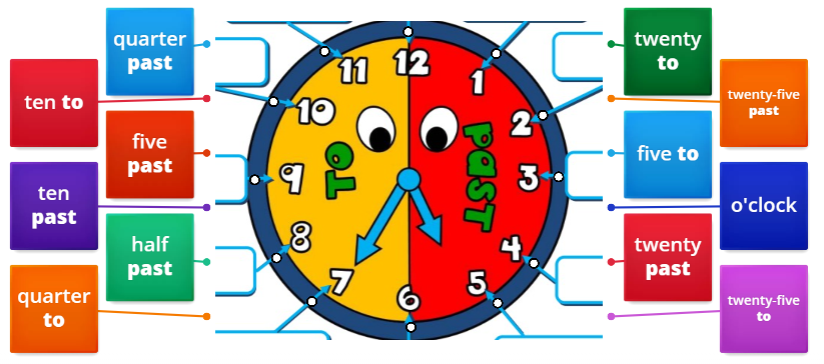 quarter
past
ten to
five
past
ten
past
half
past
quarter
to
12
11
1
10
2
9
3
8
4
7
5
6
TO
PAST
twenty
to
twenty-five
past
five to
o'clock
twenty
past
twenty-five
to